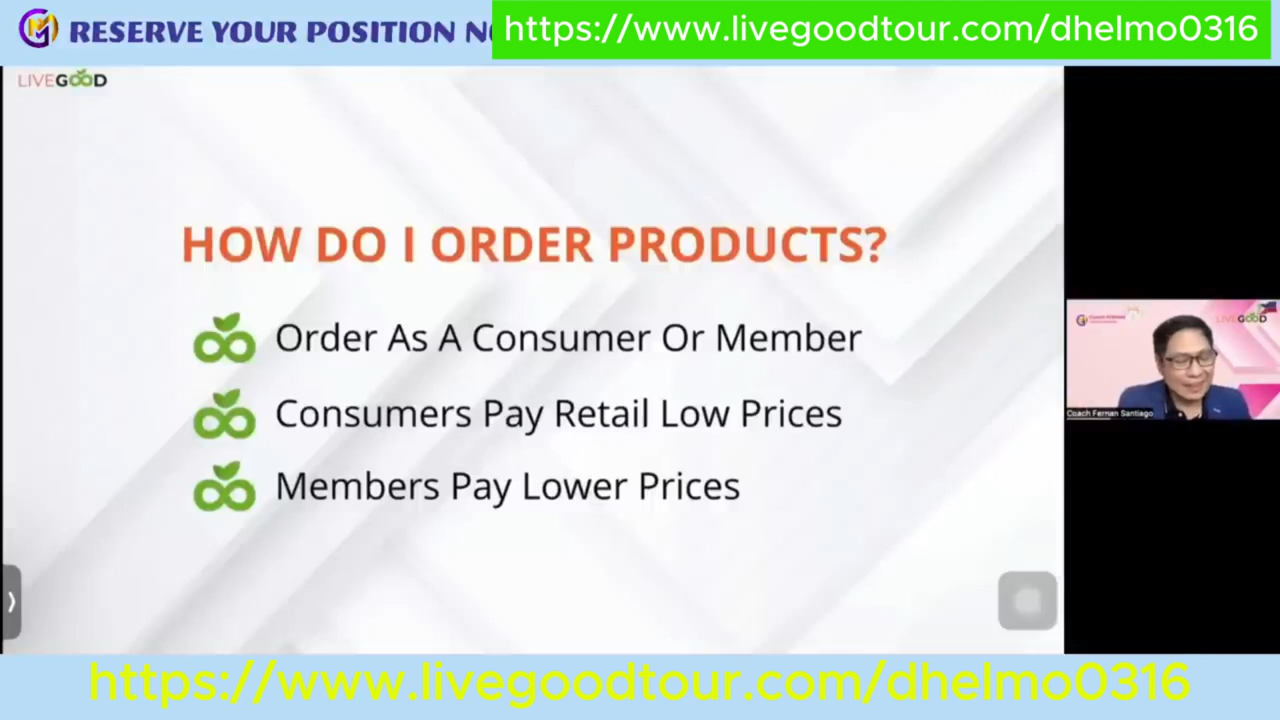 RESERVE YOUR POSITION N
https://www.livegoodtour.com/dhelmo0316
LIVEGOOD
HOW DO I ORDER PRODUCTS?
Order As A Consumer Or Member
Consumers Pay Retail Low Prices
Members Pay Lower Prices
LIVEGOOD
Coach Fernan Santiago
https://www.livegoodtour.com/dhelmo0316